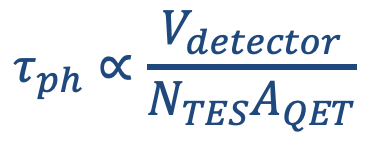 τ_ph ∝ V_detector / N_TES A_QET